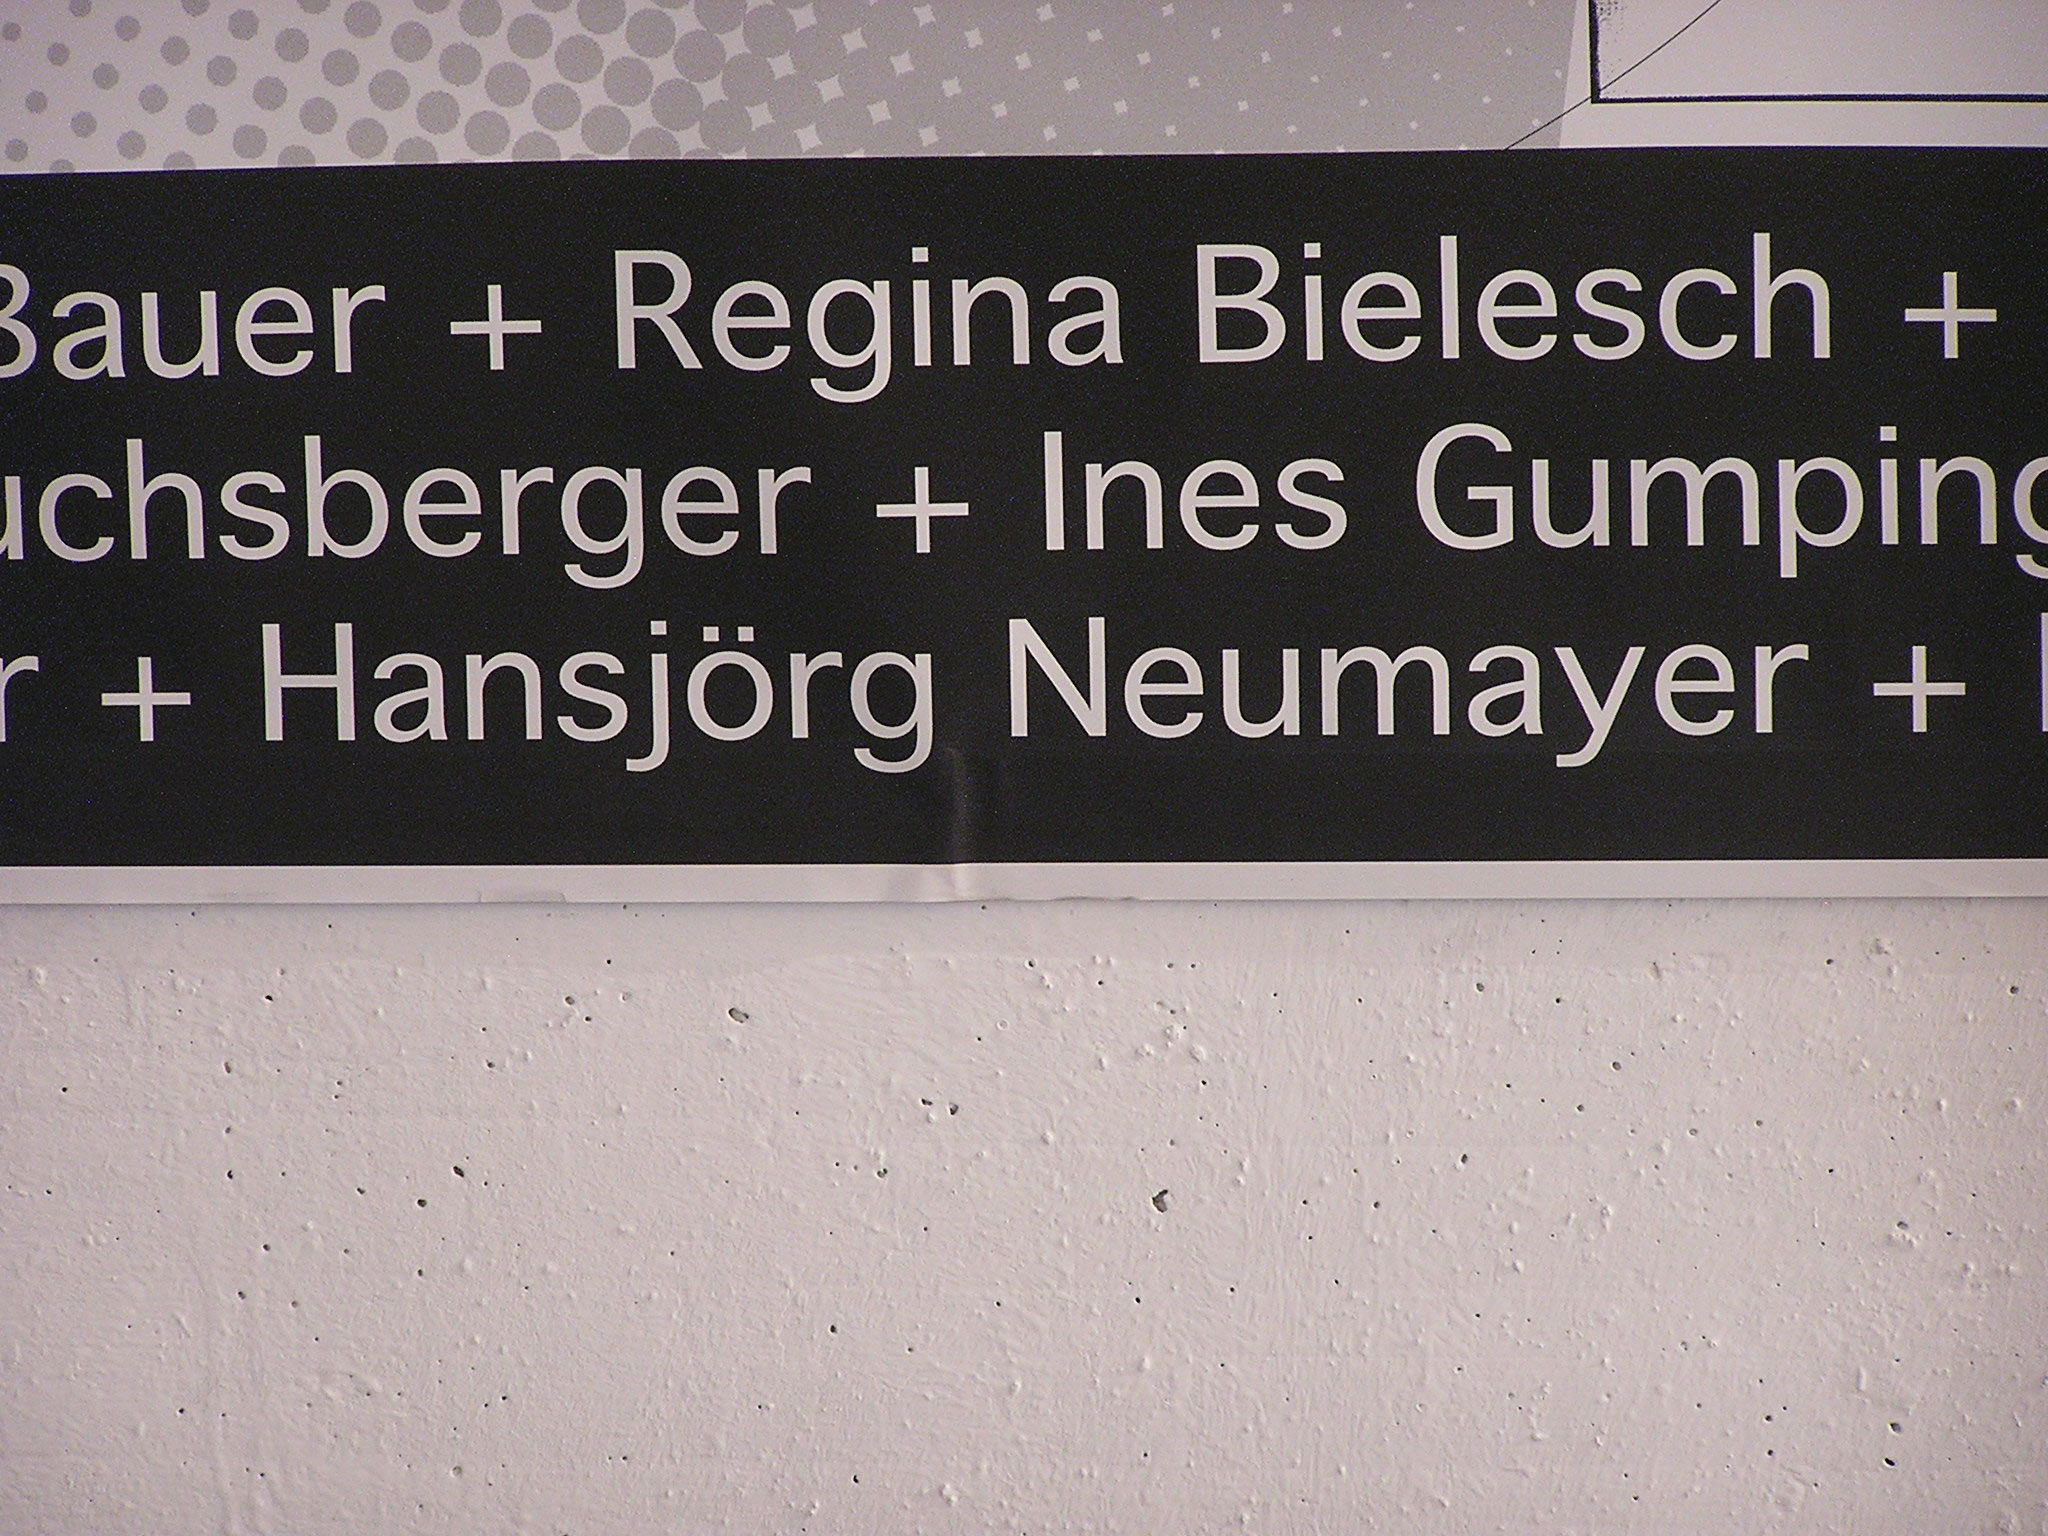 Bauer + Regina Bielesch +
uchsberger + Ines Gumping
r + Hansjörg Neumayer +